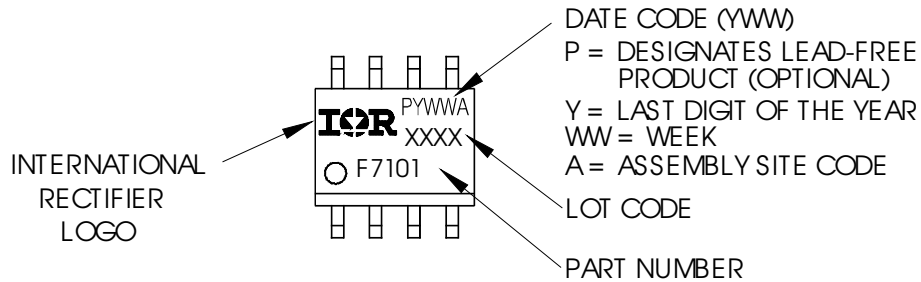 DATE CODE (YWW)
P = DESIGNATES LEAD-FREE
PRODUCT (OPTIONAL)
Y = LAST DIGIT OF THE YEAR
WW = WEEK
A = ASSEMBLY SITE CODE
LOT CODE
PART NUMBER
INTERNATIONAL
RECTIFIER
LOGO
PYWWA
IOR
XXXX
F7101